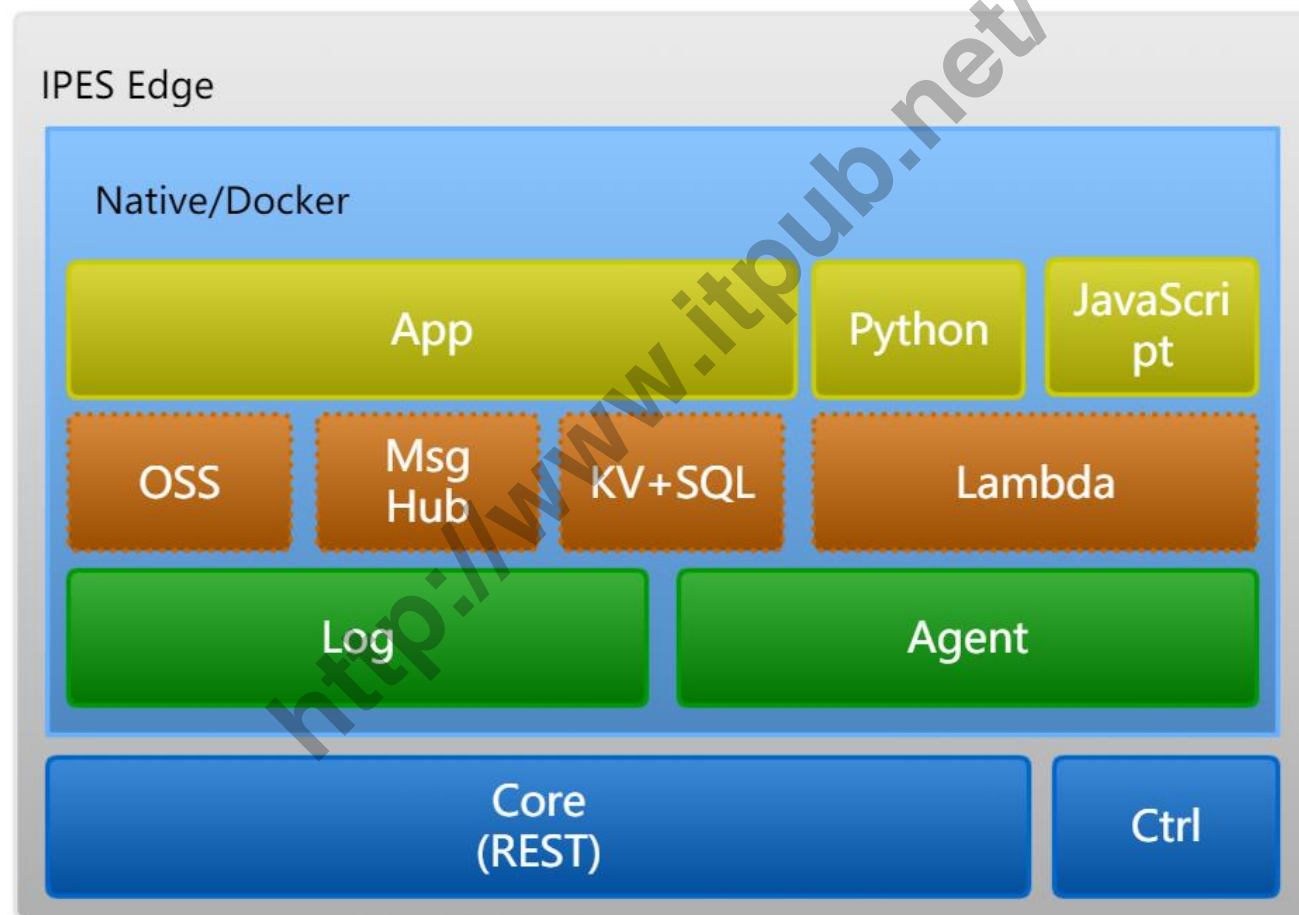 IPES Edge
Native/Docker
App
Python
JavaScri
pt
OSS
Msg
Hub
KV+SQL
Lambda
Log
Agent
Core
(REST)
Ctrl
http://www.itpub.net/